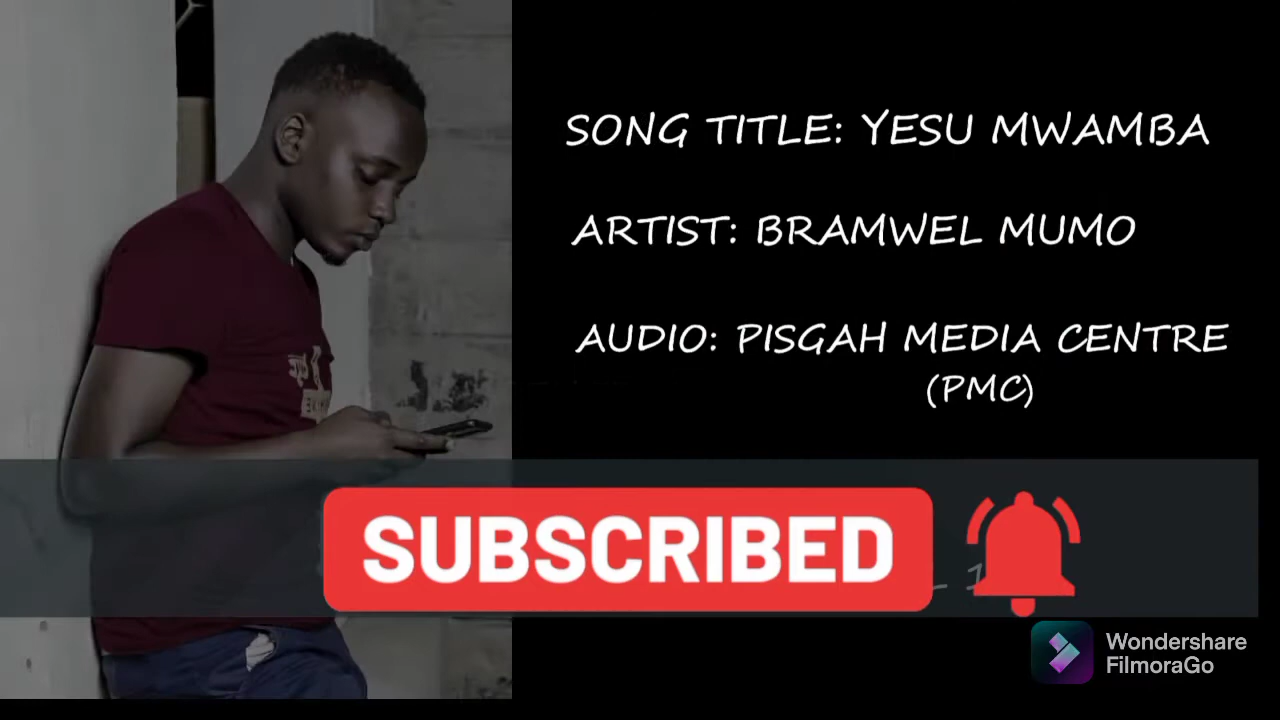 SONG TITLE: YESU MWAMBA
ARTIST: BRAMWEL MUMO
AUDIO: PISGAH MEDIA CENTRE
(PMC)
SUBSCRIBED
Wondershare
FilmoraGo